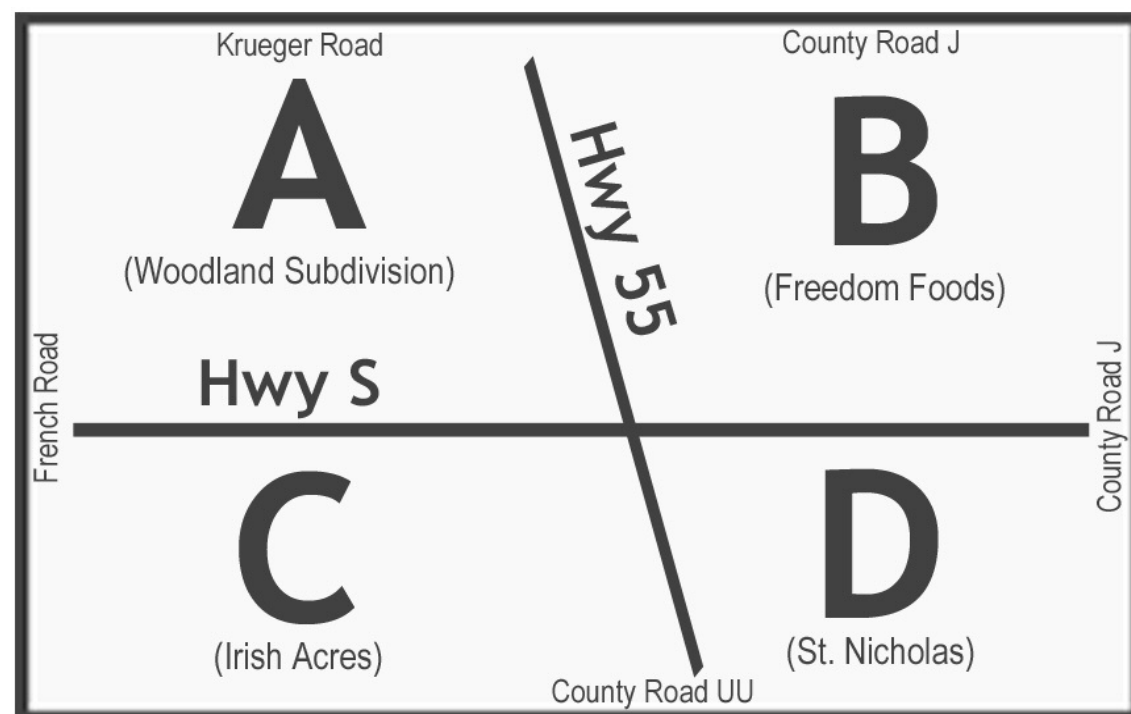 Krueger Road
County Road J
A
B
Hwy 55
(Woodland Subdivision)
(Freedom Foods)
French Road
Hwy S
County Road J
C
D
(Irish Acres)
(St. Nicholas)
County Road UU